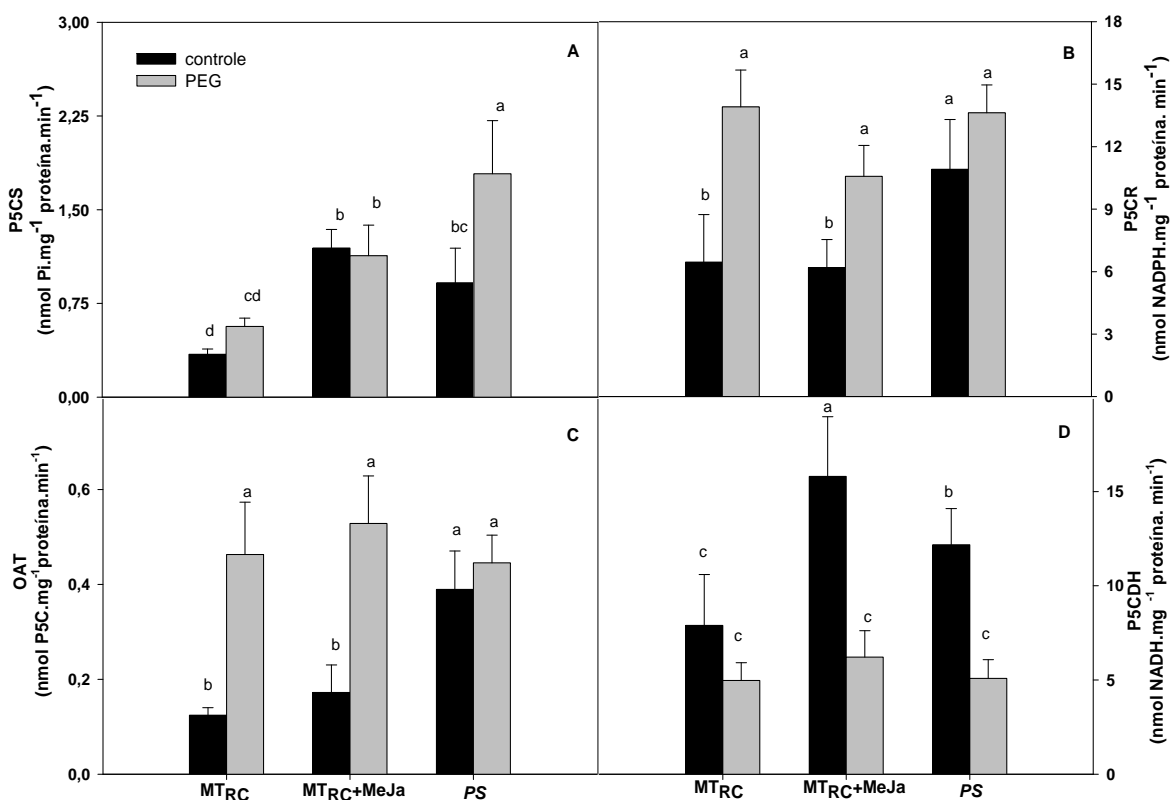 3,00
2,25
1,50
0,75
0,00
P5CS
(nmol Pi.mg⁻¹ proteína.min⁻¹)
controle
PEG
A
d
cd
b
b
bc
a
B
b
a
b
a
a
a
18
15
12
9
6
3
0
P5CR
(nmol NADPH.mg⁻¹ proteína. min⁻¹)
0,6
0,4
0,2
0,0
OAT
(nmol P5C.mg⁻¹proteína.min⁻¹)
C
b
a
b
a
a
a
MTRC
MTRC+MeJa
PS
D
c
c
a
c
b
c
15
10
5
0
P5CDH
(nmol NADH.mg⁻¹ proteína. min⁻¹)
MTRC
MTRC+MeJa
PS